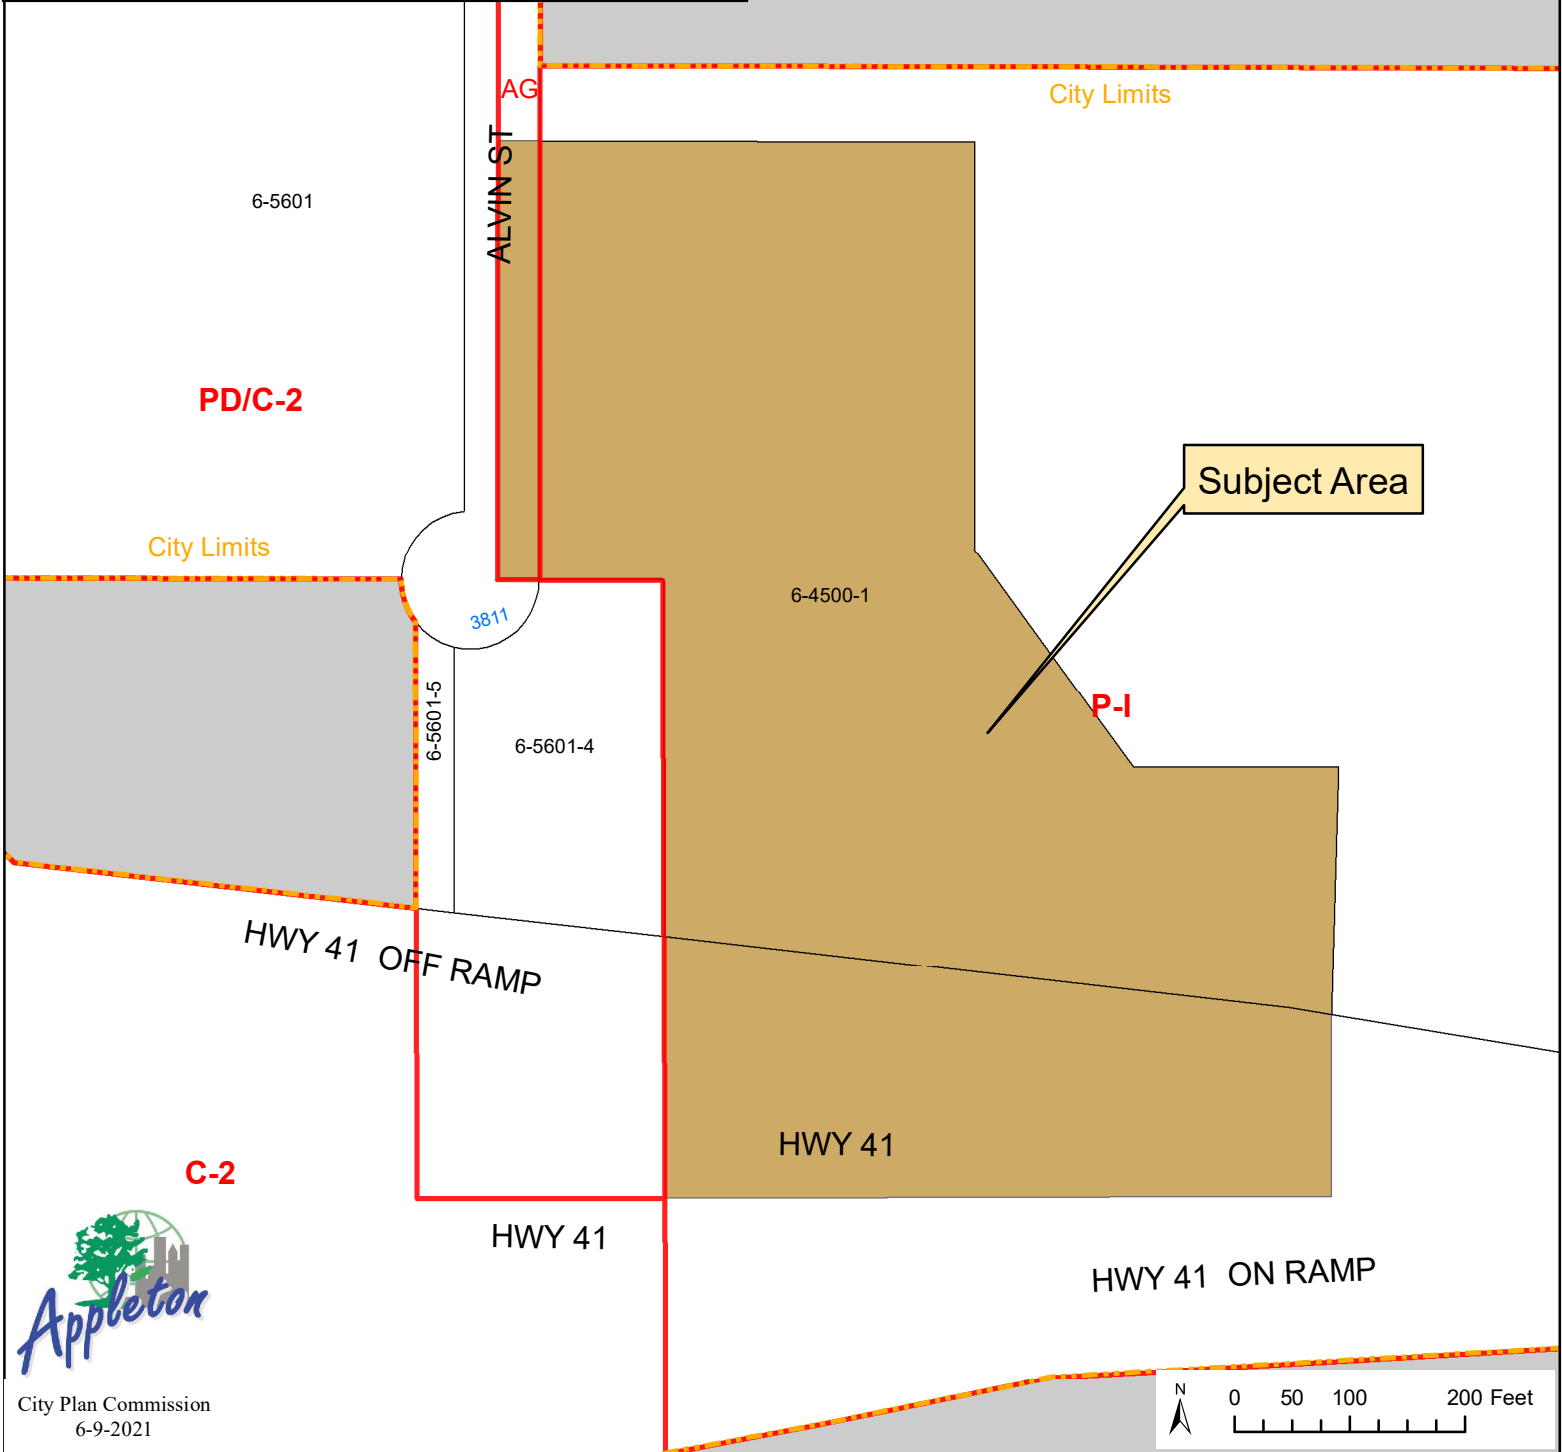 AG
City Limits
ALVIN ST
6-5601
PD/C-2
Subject Area
City Limits
6-4500-1
3811
6-5601-5
P-I
6-5601-4
HWY 41 OFF RAMP
HWY 41
C-2
HWY 41
HWY 41 ON RAMP
Appleton
City Plan Commission
6-9-2021
N
0 50 100 200 Feet